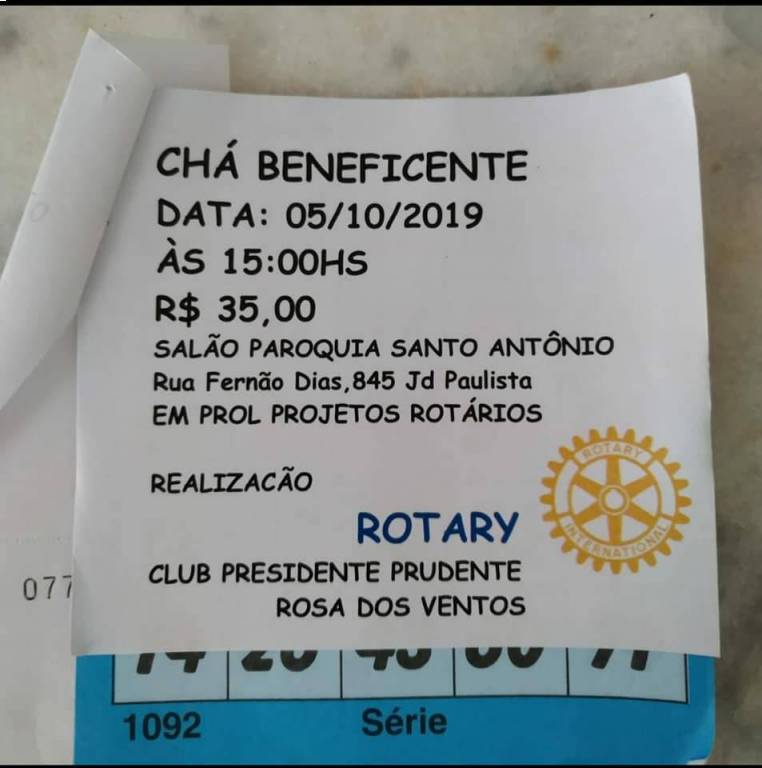 CHÁ BENEFICENTE
DATA: 05/10/2019
ÀS 15:00HS
R$ 35,00
SALÃO PAROQUIA SANTO ANTÔNIO
Rua Fernão Dias,845 Jd Paulista
EM PROL PROJETOS ROTÁRIOS
REALIZACÃO
ROTARY
INTERNATIONAL
ROTARY
CLUB PRESIDENTE PRUDENTE
ROSA DOS VENTOS
077
1092 Série